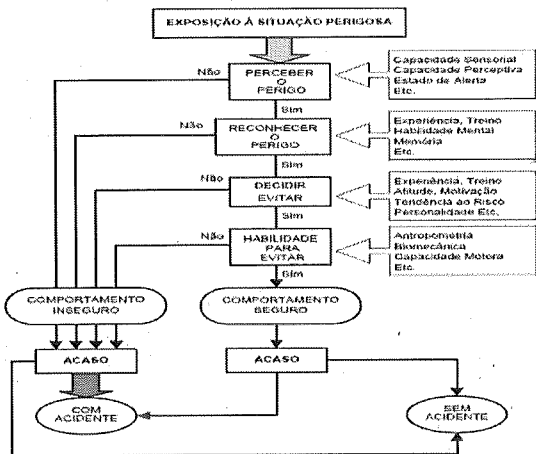 EXPOSIÇÃO À SITUAÇÃO PERIGOSA
Não
PERCEBER
O
PERIGO
Capacidade Sensorial
Capacidade Perceptiva
Estado de Alerta
Etc.
Sim
Não
RECONHECER
O
PERIGO
Experiência, Treino
Habilidade Mental
Memória
Etc.
Sim
Não
DECIDIR
EVITAR
Experiência, Treino
Atitude, Motivação
Tendência ao Risco
Personalidade Etc.
Sim
Não
HABILIDADE
PARA
EVITAR
Antropometria
Biomecânica
Capacidade Motora
Etc.
Sim
COMPORTAMENTO
INSEGURO
COMPORTAMENTO
SEGURO
ACASO
ACASO
COM
ACIDENTE
SEM
ACIDENTE